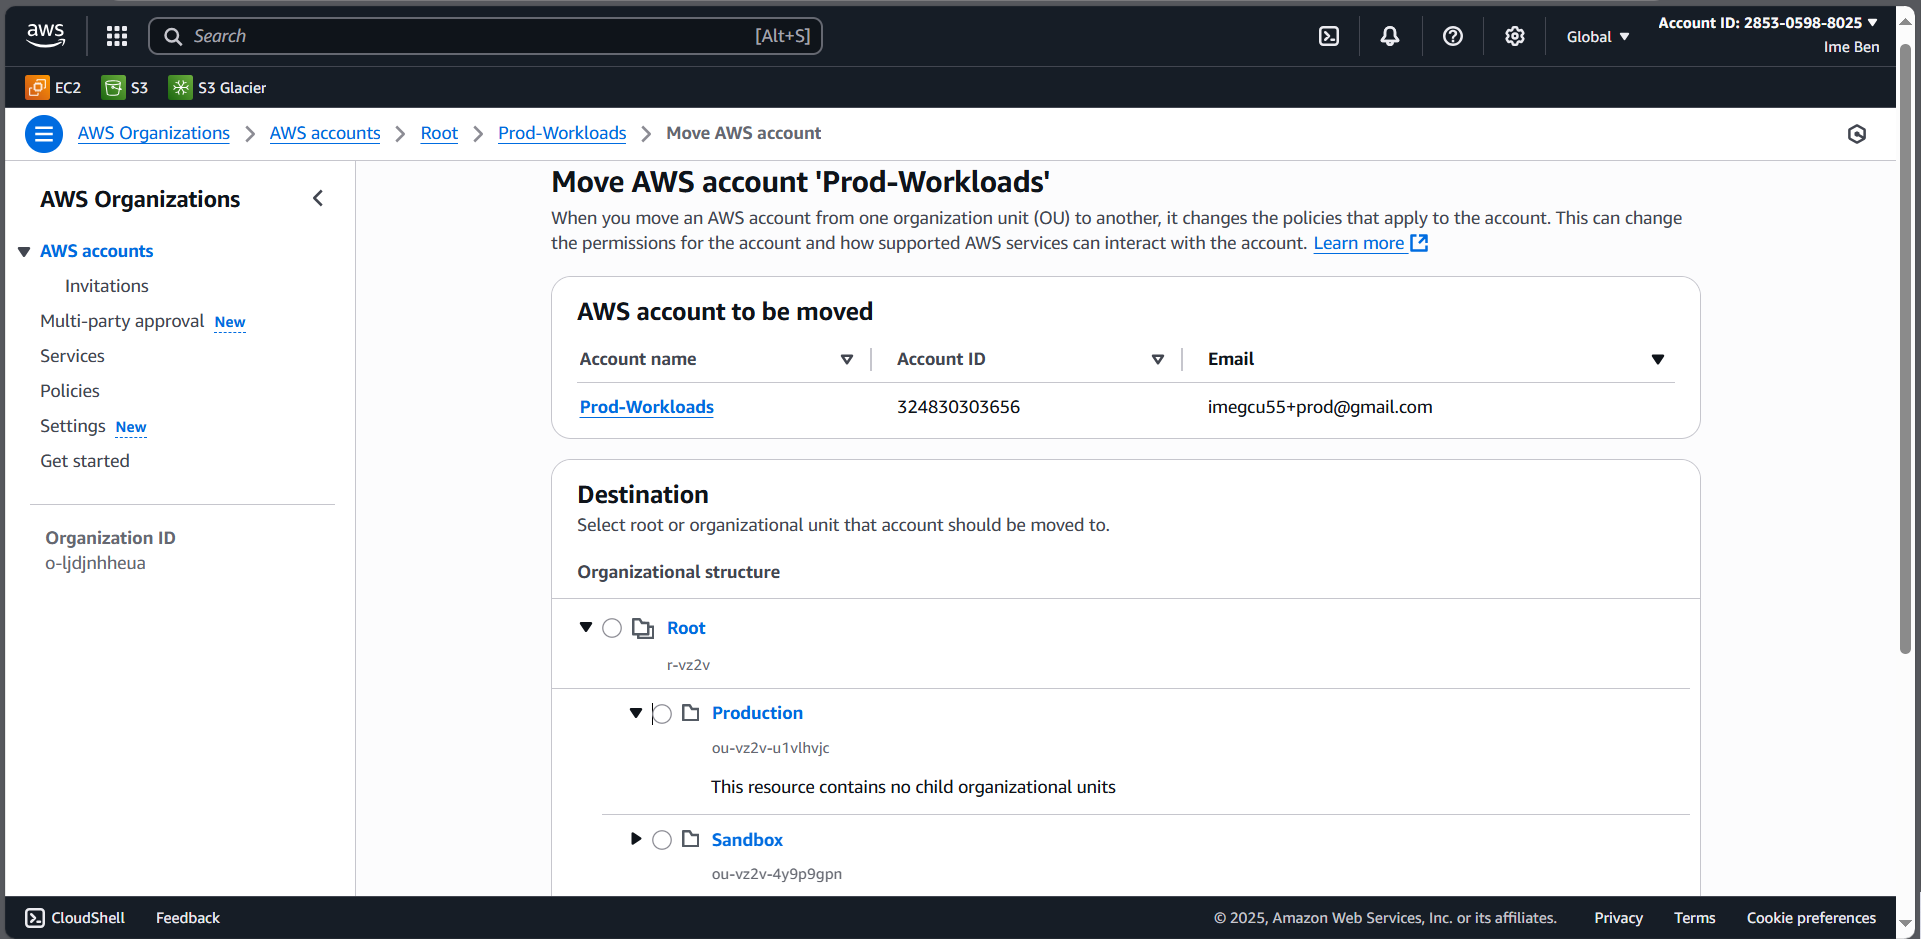 aws
Search [Alt+S]
Global
Account ID: 2853-0598-8025
Ime Ben
EC2 S3 S3 Glacier
AWS Organizations AWS accounts Root Prod-Workloads Move AWS account
AWS Organizations
AWS accounts
Invitations
Multi-party approval New
Services
Policies
Settings New
Get started
Organization ID
o-ljdjnhheua
Move AWS account 'Prod-Workloads'
When you move an AWS account from one organization unit (OU) to another, it changes the policies that apply to the account. This can change
the permissions for the account and how supported AWS services can interact with the account. Learn more
AWS account to be moved
Account name Account ID Email
Prod-Workloads 324830303656 imegcu55+prod@gmail.com
Destination
Select root or organizational unit that account should be moved to.
Organizational structure
Root
r-vz2v
Production
ou-vz2v-u1vlhvjc
This resource contains no child organizational units
Sandbox
ou-vz2v-4y9p9gpn
CloudShell Feedback © 2025, Amazon Web Services, Inc. or its affiliates. Privacy Terms Cookie preferences